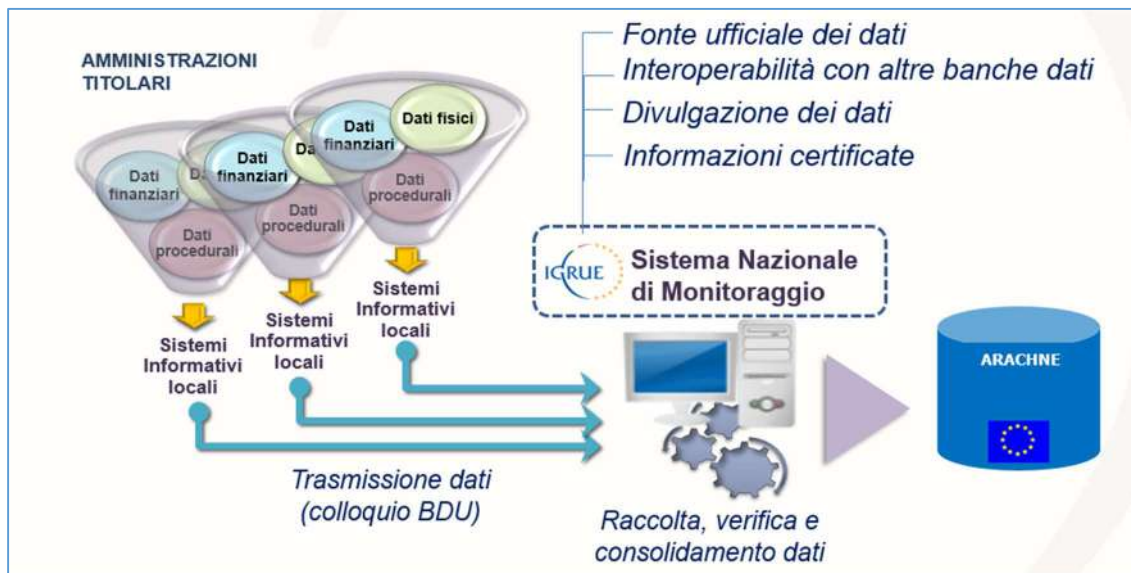 AMMINISTRAZIONI
TITOLARI
Dati
finanziari
Da
Dati
procedurali
Dati
finanziari
Da
Dati
procedurali
Dati
finanziari
Dati fisici
Dati
procedurali
Sistemi
Informativi
locali
Sistemi
Informativi
locali
Sistemi
Informativi
locali
Trasmissione dati
(colloquio BDU)
Fonte ufficiale dei dati
Interoperabilità con altre banche dati
Divulgazione dei dati
Informazioni certificate
IGRUE
Sistema Nazionale
di Monitoraggio
Raccolta, verifica e
consolidamento dati
ARACHNE